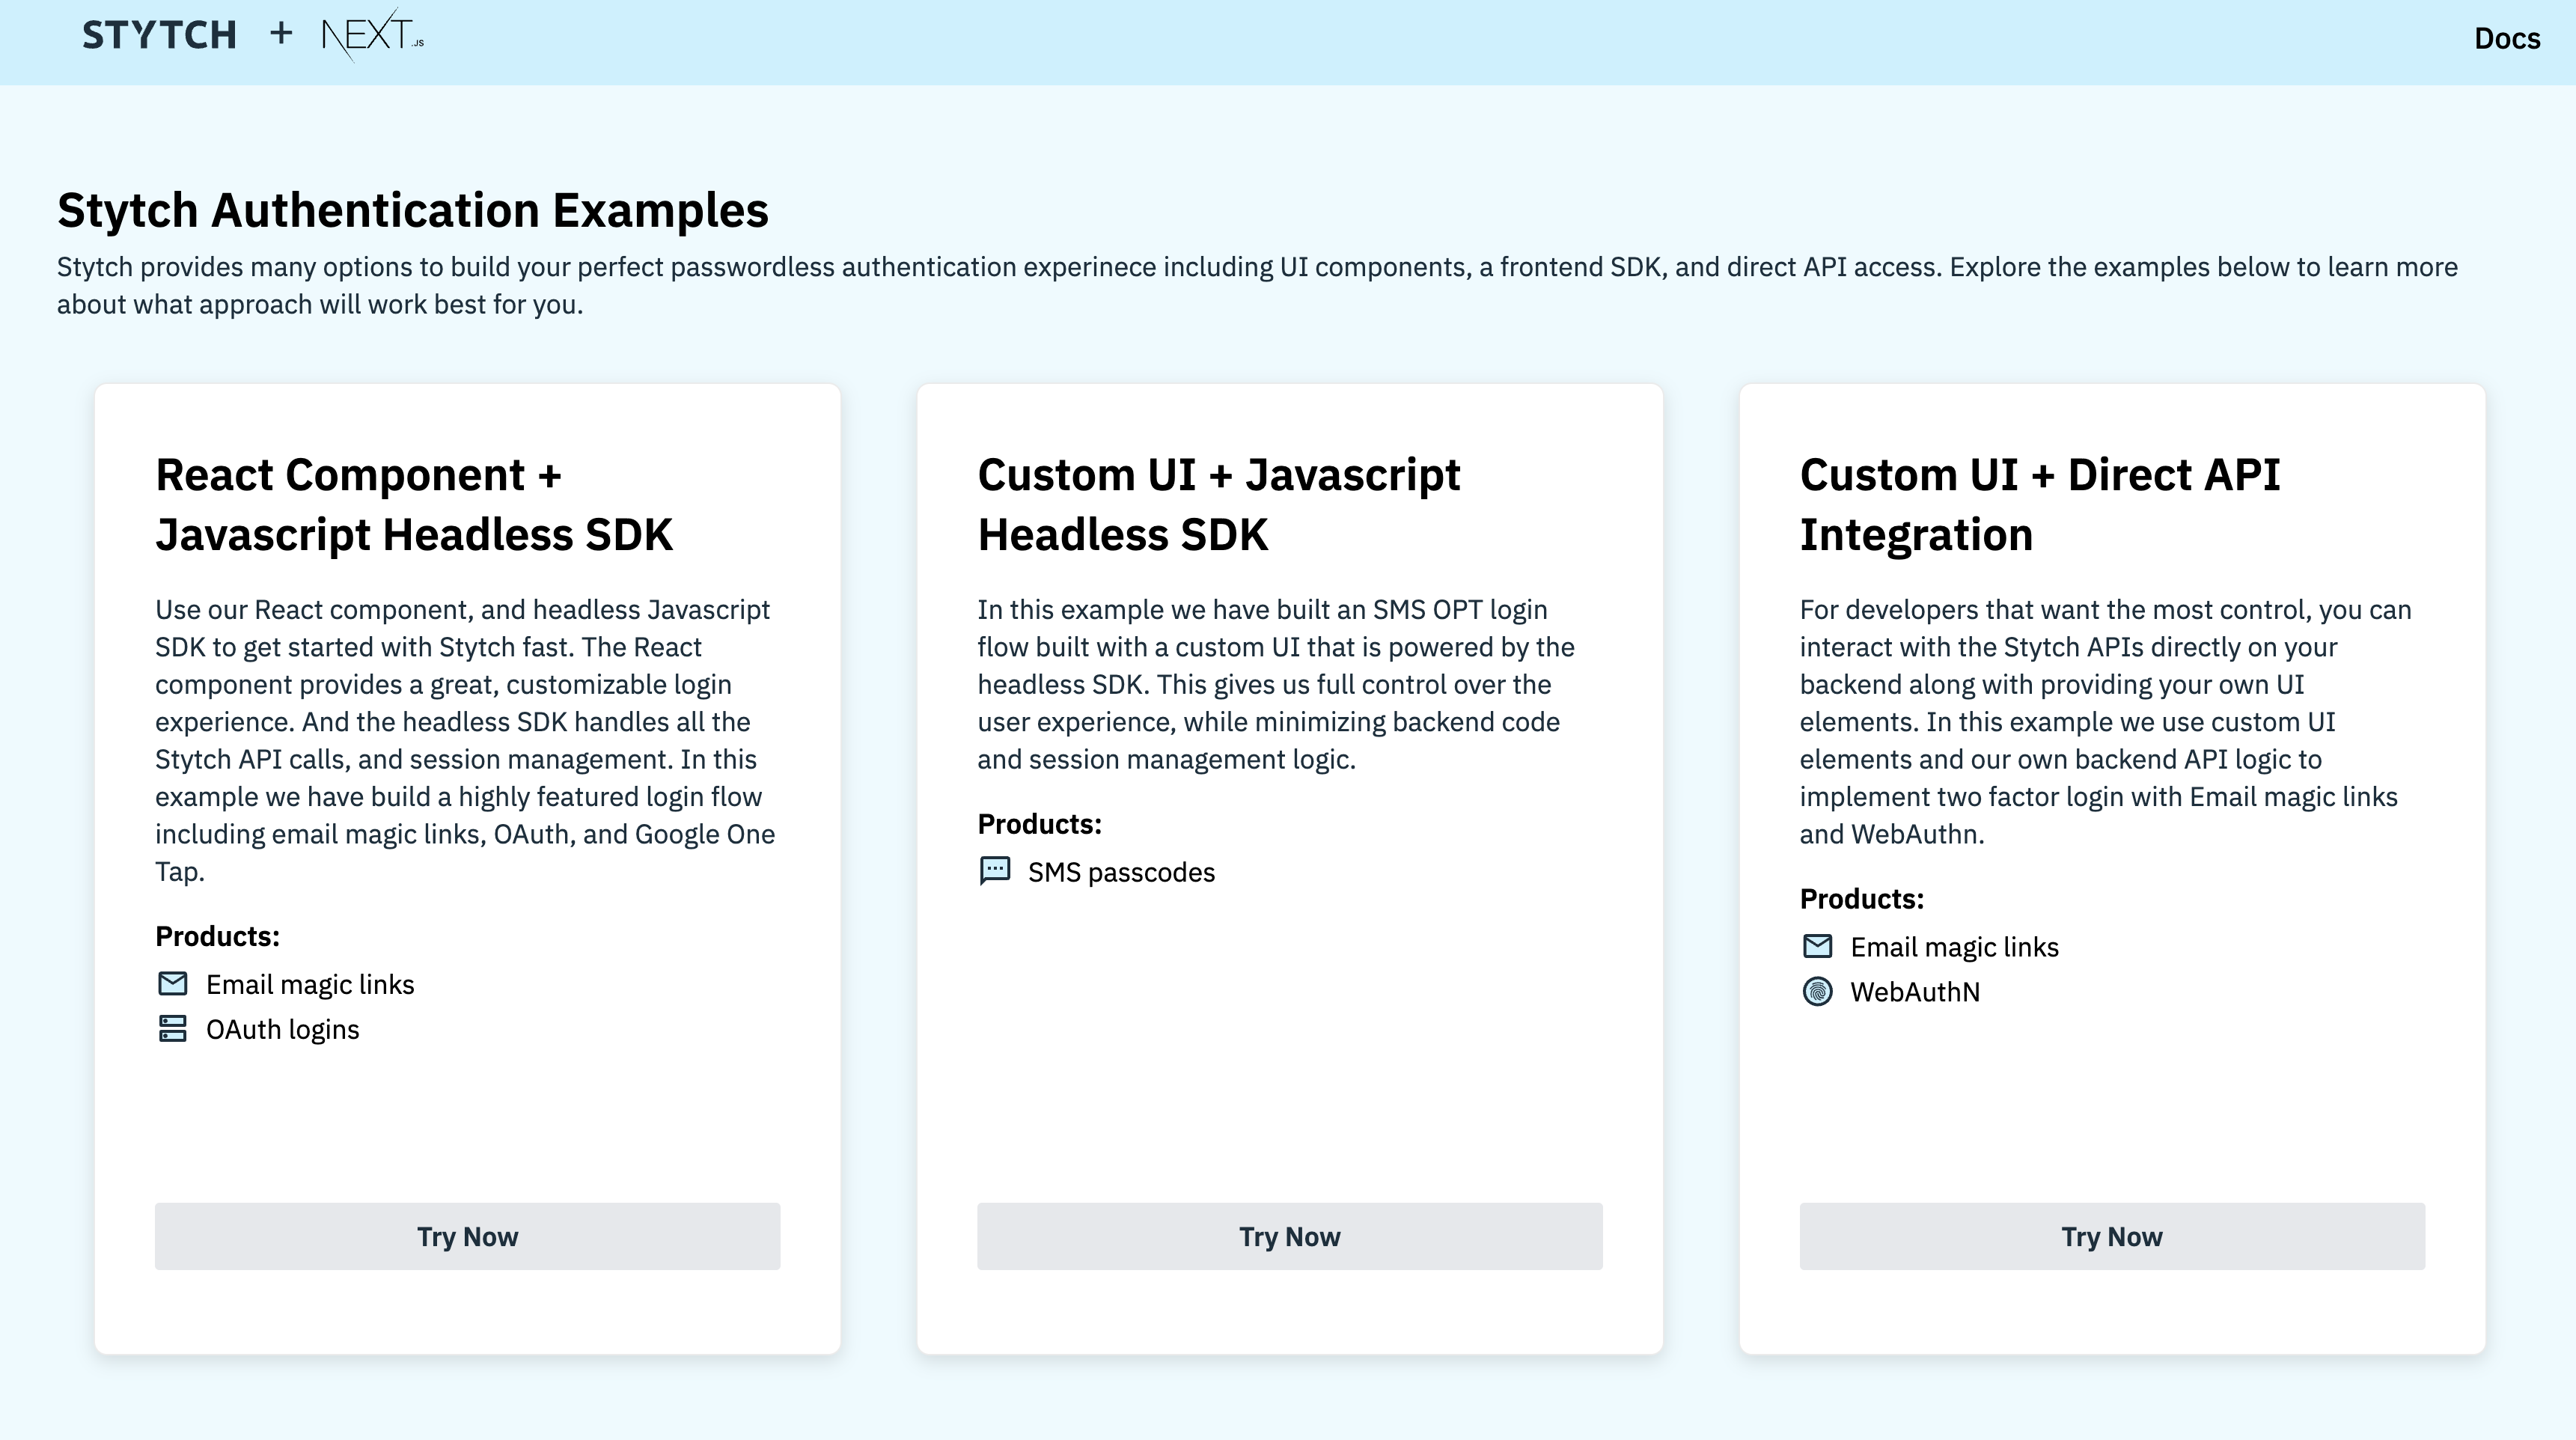 STYTCH + NEXT.JS
Docs
Stytch Authentication Examples
Stytch provides many options to build your perfect passwordless authentication experinece including UI components, a frontend SDK, and direct API access. Explore the examples below to learn more
about what approach will work best for you.
React Component +
Javascript Headless SDK
Use our React component, and headless Javascript
SDK to get started with Stytch fast. The React
component provides a great, customizable login
experience. And the headless SDK handles all the
Stytch API calls, and session management. In this
example we have build a highly featured login flow
including email magic links, OAuth, and Google One
Tap.
Products:
Email magic links
OAuth logins
Try Now
Custom UI + Javascript
Headless SDK
In this example we have built an SMS OPT login
flow built with a custom UI that is powered by the
headless SDK. This gives us full control over the
user experience, while minimizing backend code
and session management logic.
Products:
SMS passcodes
Try Now
Custom UI + Direct API
Integration
For developers that want the most control, you can
interact with the Stytch APIs directly on your
backend along with providing your own UI
elements. In this example we use custom UI
elements and our own backend API logic to
implement two factor login with Email magic links
and WebAuthn.
Products:
Email magic links
WebAuthN
Try Now